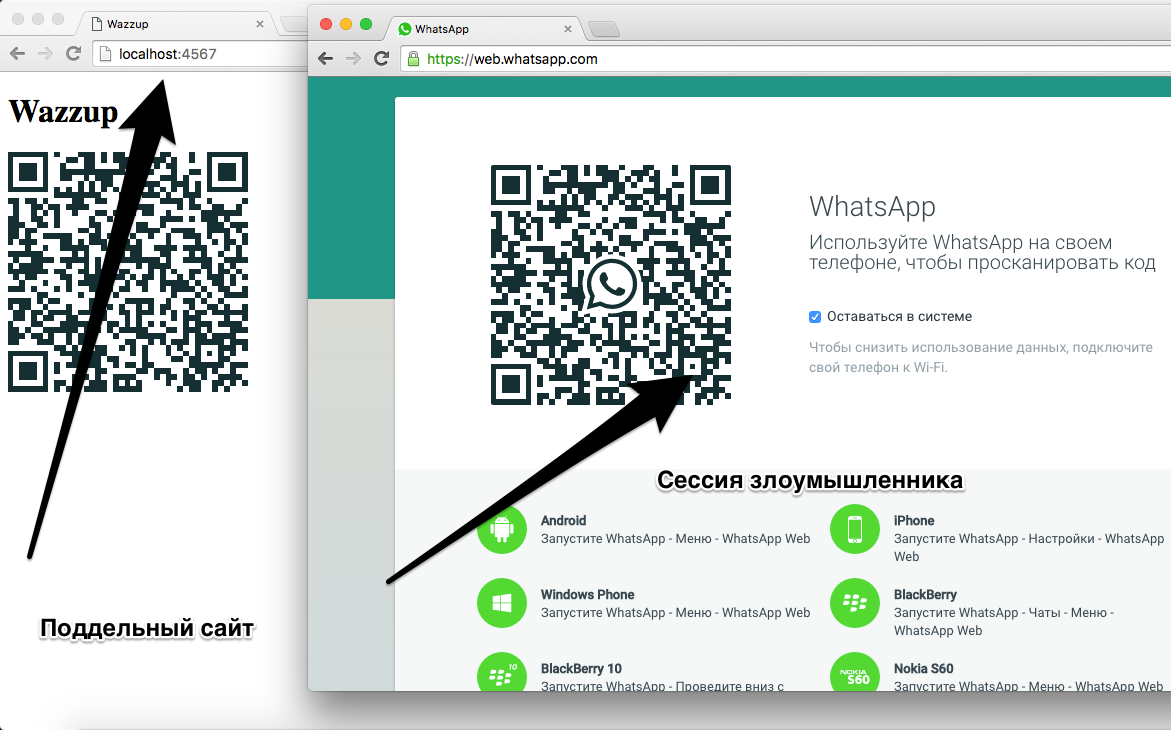 Wazzup
localhost:4567
Wazzup
Поддельный сайт
WhatsApp
https://web.whatsapp.com
WhatsApp
Используйте WhatsApp на своем
телефоне, чтобы просканировать код
Оставаться в системе
Чтобы снизить использование данных, подключите
свой телефон к Wi-Fi.
Сессия злоумышленника
Android
Запустите WhatsApp - Меню - WhatsApp Web
iPhone
Запустите WhatsApp - Настройки - WhatsApp
Web
Windows Phone
Запустите WhatsApp - Меню - WhatsApp Web
BlackBerry
Запустите WhatsApp - Чаты - Меню -
WhatsApp Web
10
BlackBerry 10
Запустите WhatsApp - Проведите вниз с
NOKIA
S60
Nokia S60
Запустите WhatsApp - Меню - WhatsApp Web